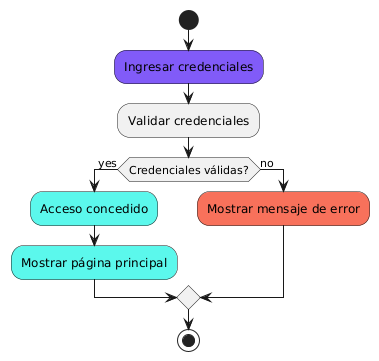 Ingresar credenciales
Validar credenciales
Credenciales válidas?
yes
no
Acceso concedido
Mostrar mensaje de error
Mostrar página principal